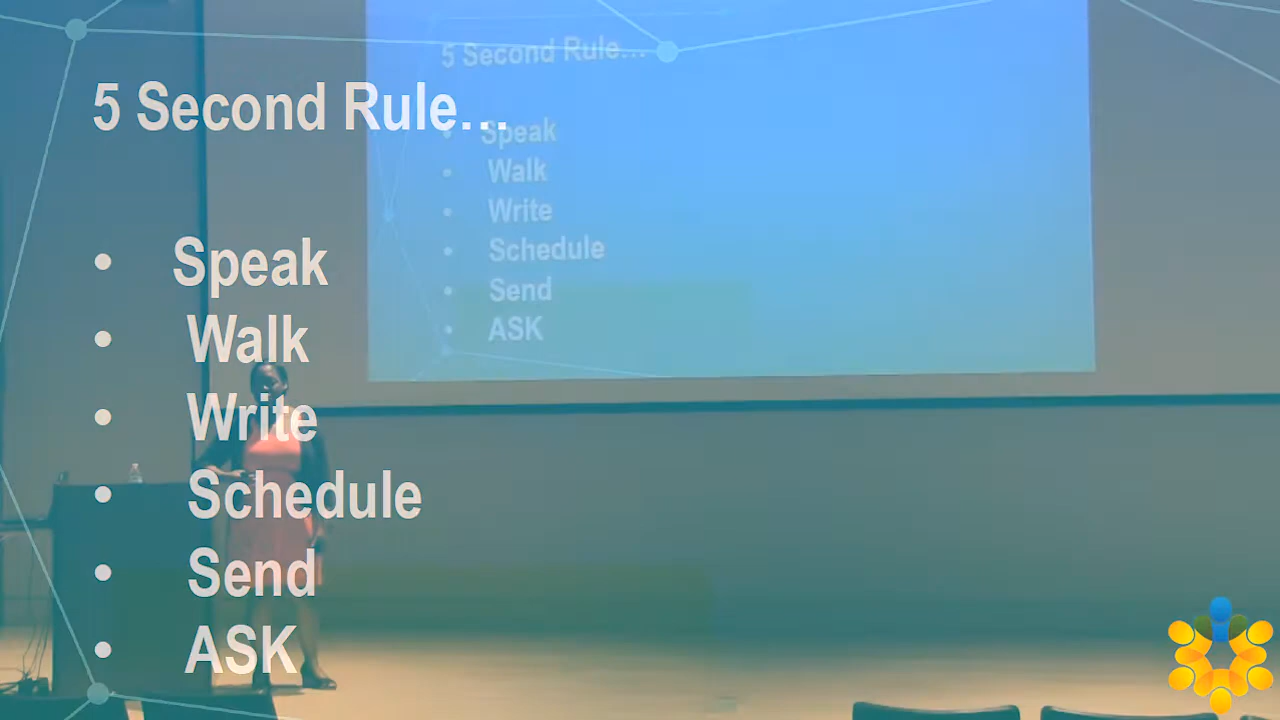 5 Second Rule…
• Speak
• Walk
• Write
• Schedule
• Send
• ASK
5 Second Rule…
• Speak
• Walk
• Write
• Schedule
• Send
• ASK